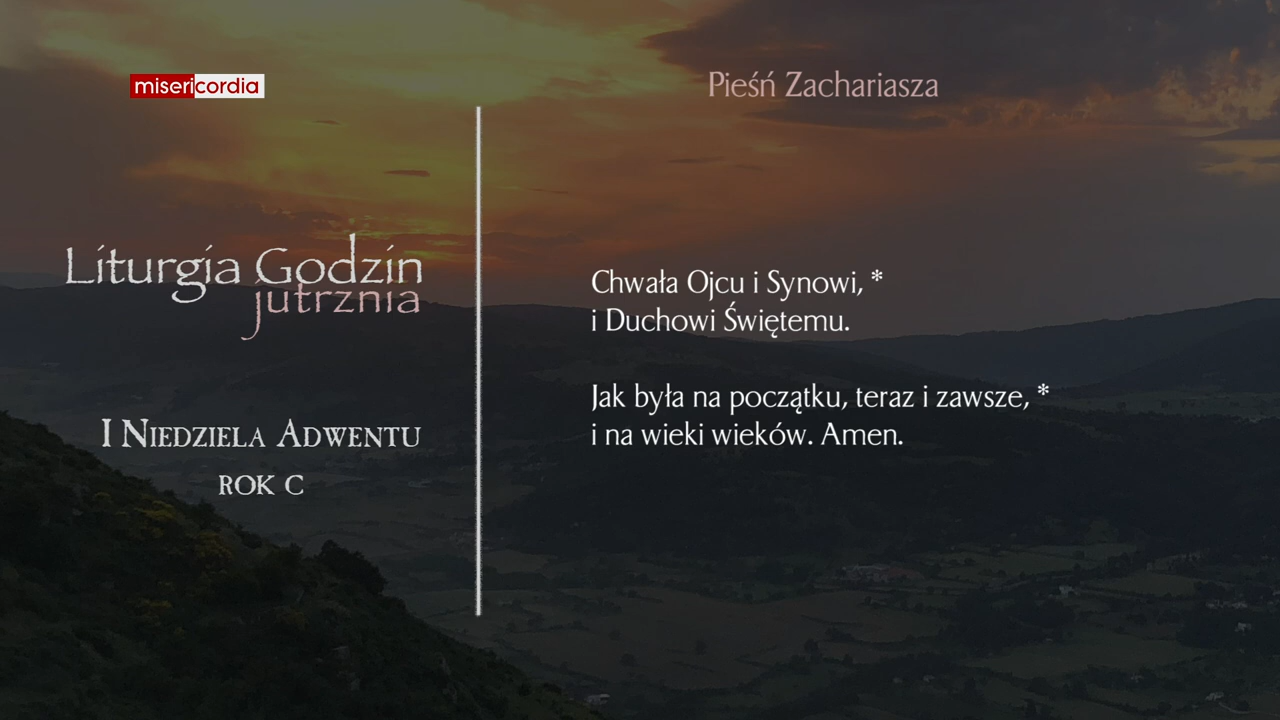 misericordia
Liturgia Godzin
jutrznia
I Niedziela Adwentu
rok C
Pieśń Zachariasza
Chwała Ojcu i Synowi, *
i Duchowi Świętemu.
Jak była na początku, teraz i zawsze, *
i na wieki wieków. Amen.